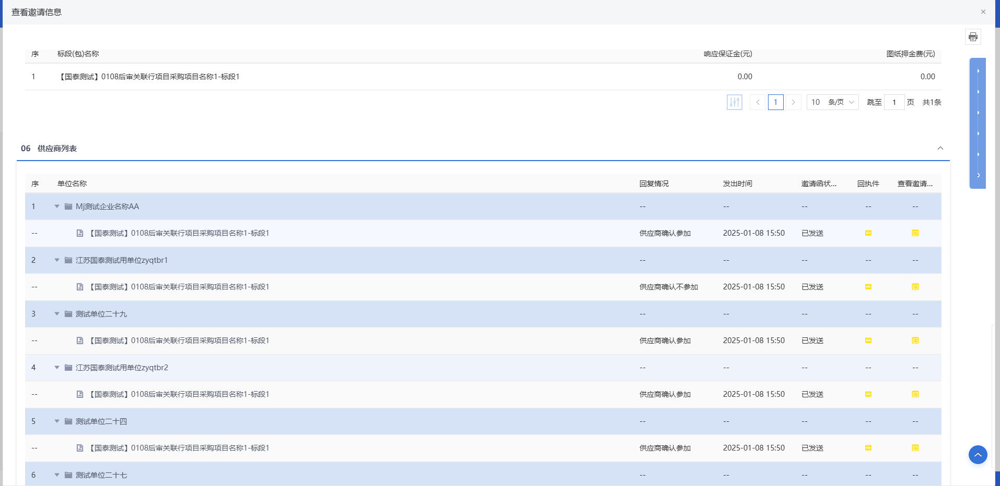 查看邀请信息
序 标段(包)名称 响应保证金(元) 图纸押金费(元)
1 【国泰测试】0108后审关联行项目采购项目名称1-标段1 0.00 0.00
1 10 条/页 跳至 1 页 共1条
06 供应商列表
序 单位名称 回复情况 发出时间 邀请函状... 回执件 查看邀请...
1 Mj测试企业名称AA -- -- -- -- --
-- 【国泰测试】0108后审关联行项目采购项目名称1-标段1 供应商确认参加 2025-01-08 15:50 已发送
2 江苏国泰测试用单位zyqtbr1 -- -- -- -- --
-- 【国泰测试】0108后审关联行项目采购项目名称1-标段1 供应商确认不参加 2025-01-08 15:50 已发送
3 测试单位二十九 -- -- -- -- --
-- 【国泰测试】0108后审关联行项目采购项目名称1-标段1 供应商确认参加 2025-01-08 15:50 已发送
4 江苏国泰测试用单位zyqtbr2 -- -- -- -- --
-- 【国泰测试】0108后审关联行项目采购项目名称1-标段1 供应商确认参加 2025-01-08 15:50 已发送
5 测试单位二十四 -- -- -- -- --
-- 【国泰测试】0108后审关联行项目采购项目名称1-标段1 供应商确认参加 2025-01-08 15:50 已发送
6 测试单位二十七 -- -- -- -- --